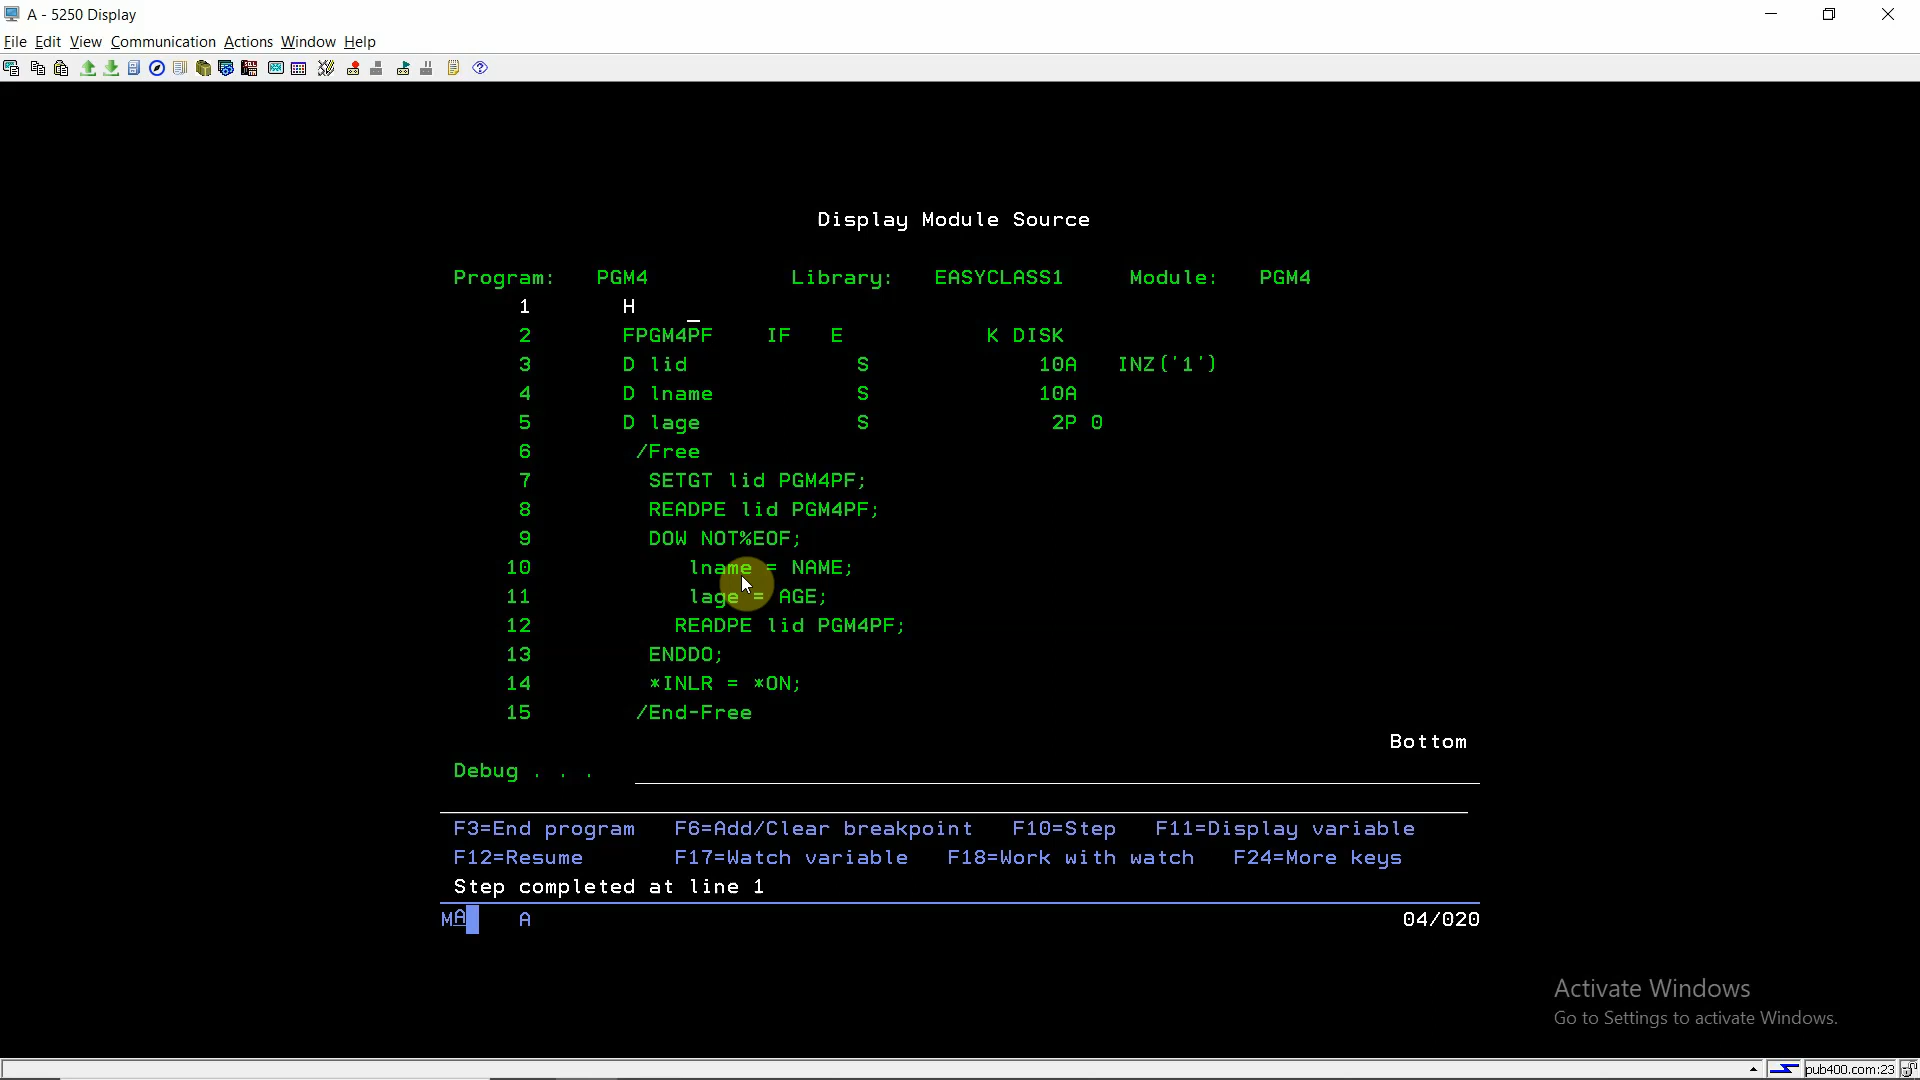 A - 5250 Display
File Edit View Communication Actions Window Help
Display Module Source
Program: PGM4 Library: EASYCLASS1 Module: PGM4
1 H _
2 FPGM4PF IF E K DISK
3 D lid S 10A INZ('1')
4 D lname S 10A
5 D lage S 2P 0
6 /Free
7 SETGT lid PGM4PF;
8 READPE lid PGM4PF;
9 DOW NOT%EOF;
10 lname = NAME;
11 lage = AGE;
12 READPE lid PGM4PF;
13 ENDDO;
14 *INLR = *ON;
15 /End-Free
Bottom
Debug . . .
F3=End program F6=Add/Clear breakpoint F10=Step F11=Display variable
F12=Resume F17=Watch variable F18=Work with watch F24=More keys
Step completed at line 1
MA A 04/020
Activate Windows
Go to Settings to activate Windows.
pub400.com:23